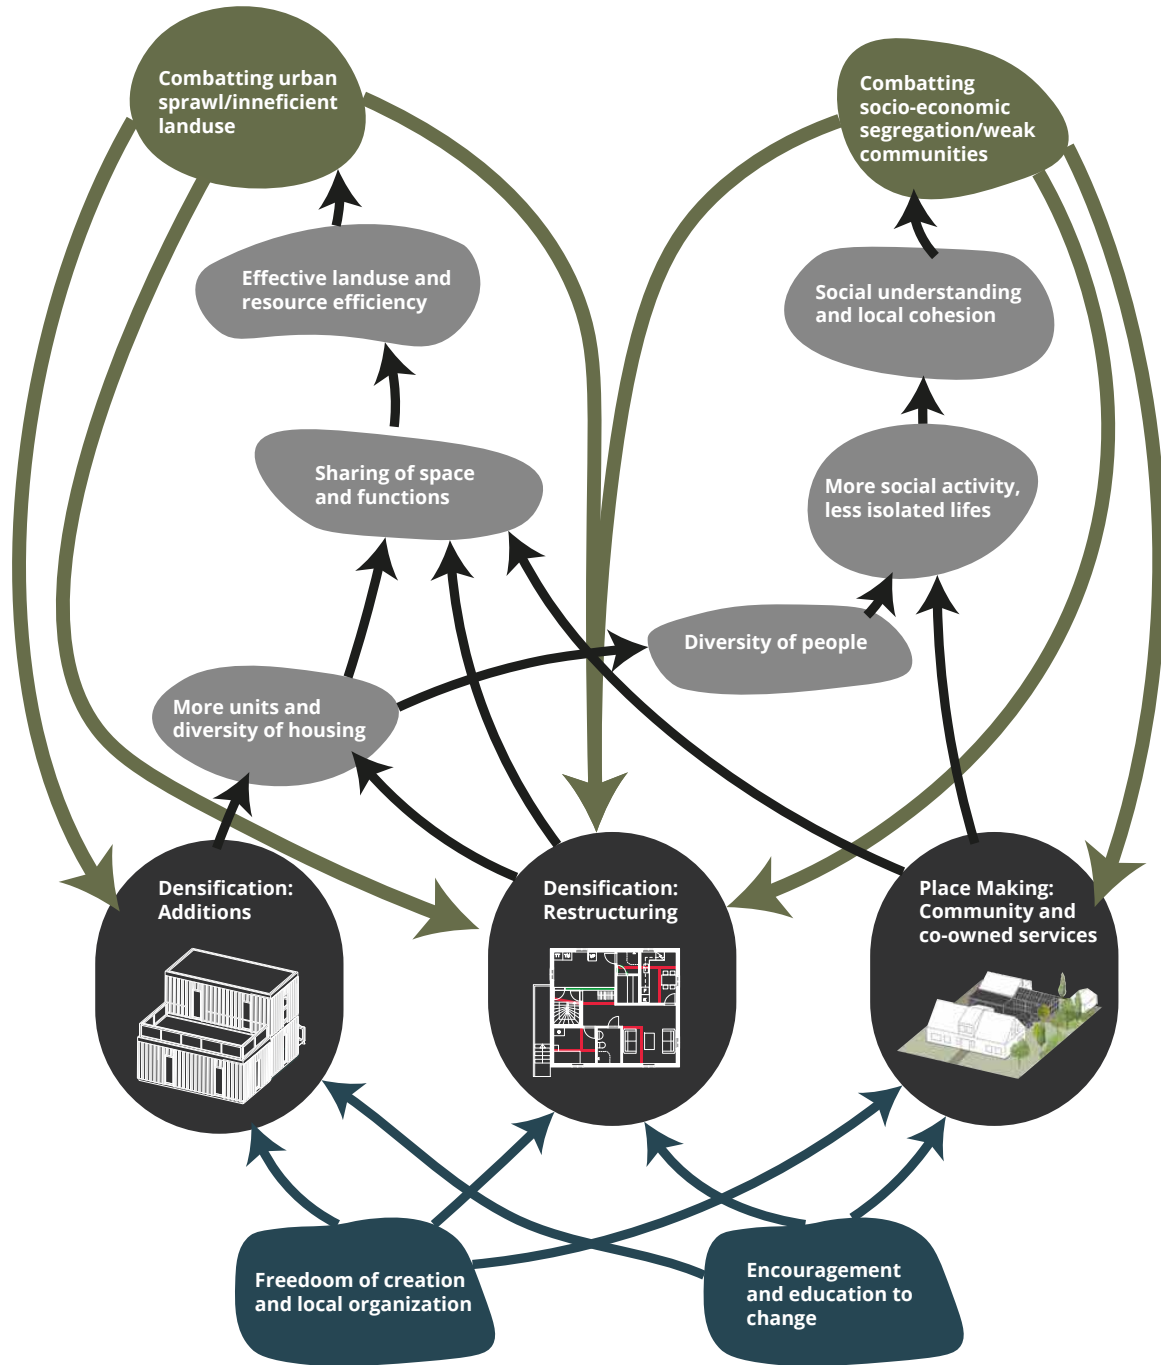 Combatting urban
sprawl/inneficient
landuse
Combatting
socio-economic
segregation/weak
communities
Effective landuse and
resource efficiency
Social understanding
and local cohesion
Sharing of space
and functions
More social activity,
less isolated lifes
Diversity of people
More units and
diversity of housing
Densification:
Additions
Densification:
Restructuring
Place Making:
Community and
co-owned services
Freedoom of creation
and local organization
Encouragement
and education to
change